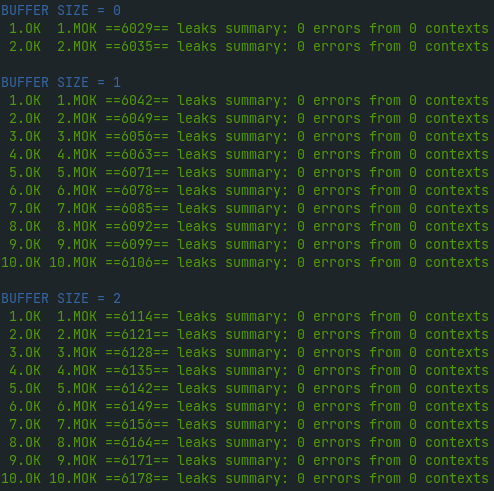 BUFFER SIZE = 0
 1.OK  1.MOK ==6029== leaks summary: 0 errors from 0 contexts
 2.OK  2.MOK ==6035== leaks summary: 0 errors from 0 contexts

BUFFER SIZE = 1
 1.OK  1.MOK ==6042== leaks summary: 0 errors from 0 contexts
 2.OK  2.MOK ==6049== leaks summary: 0 errors from 0 contexts
 3.OK  3.MOK ==6056== leaks summary: 0 errors from 0 contexts
 4.OK  4.MOK ==6063== leaks summary: 0 errors from 0 contexts
 5.OK  5.MOK ==6071== leaks summary: 0 errors from 0 contexts
 6.OK  6.MOK ==6078== leaks summary: 0 errors from 0 contexts
 7.OK  7.MOK ==6085== leaks summary: 0 errors from 0 contexts
 8.OK  8.MOK ==6092== leaks summary: 0 errors from 0 contexts
 9.OK  9.MOK ==6099== leaks summary: 0 errors from 0 contexts
10.OK 10.MOK ==6106== leaks summary: 0 errors from 0 contexts

BUFFER SIZE = 2
 1.OK  1.MOK ==6114== leaks summary: 0 errors from 0 contexts
 2.OK  2.MOK ==6121== leaks summary: 0 errors from 0 contexts
 3.OK  3.MOK ==6128== leaks summary: 0 errors from 0 contexts
 4.OK  4.MOK ==6135== leaks summary: 0 errors from 0 contexts
 5.OK  5.MOK ==6142== leaks summary: 0 errors from 0 contexts
 6.OK  6.MOK ==6149== leaks summary: 0 errors from 0 contexts
 7.OK  7.MOK ==6156== leaks summary: 0 errors from 0 contexts
 8.OK  8.MOK ==6164== leaks summary: 0 errors from 0 contexts
 9.OK  9.MOK ==6171== leaks summary: 0 errors from 0 contexts
10.OK 10.MOK ==6178== leaks summary: 0 errors from 0 contexts